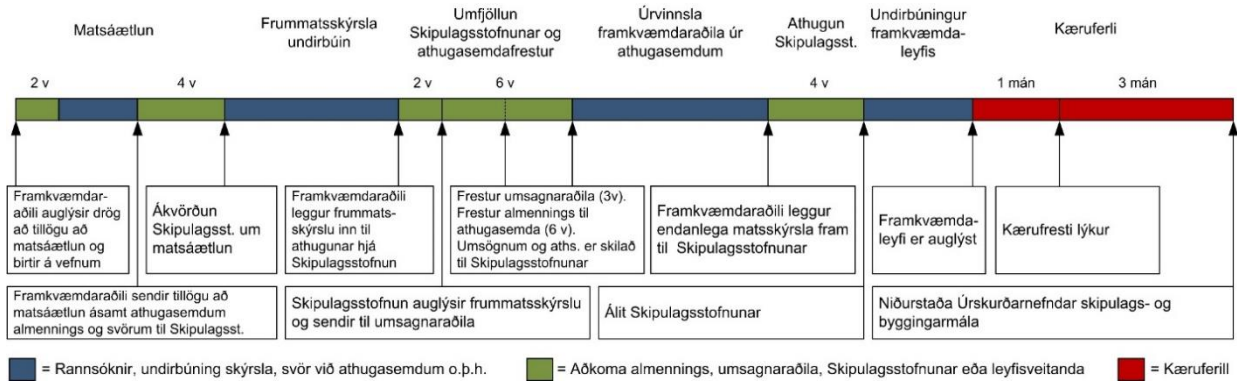 Matsáætlun
Frummatsskýrsla
undirbúin
Umfjöllun
Skipulagsstofnunar og
athugasemdafrestur
Úrvinnsla
framkvæmdaraðila úr
athugasemdum
Athugun
Skipulagsst.
Undirbúningur
framkvæmda-
leyfis
Kæruferli
2 v
4 v
2 v
6 v
4 v
1 mán
3 mán
Framkvæmdar-
aðili auglýsir drög
að tillögu að
matsáætlun og
birtir á vefnum
Ákvörðun
Skipulagsst. um
matsáætlun
Framkvæmdaraðili
leggur frummats-
skýrslu inn til
athugunar hjá
Skipulagsstofnun
Frestur umsagnaraðila (3v).
Frestur almennings til
athugasemda (6 v).
Umsögnum og aths. er skilað
til Skipulagsstofnunar
Framkvæmdaraðili leggur
endanlega matsskýrsla fram
til Skipulagsstofnunar
Framkvæmda-
leyfi er auglýst
Kærufresti lýkur
Framkvæmdaraðili sendir tillögu að
matsáætlun ásamt athugasemdum
almennings og svörum til Skipulagsst.
Skipulagsstofnun auglýsir frummatsskýrslu
og sendir til umsagnaraðila
Álit Skipulagsstofnunar
Niðurstaða Úrskurðarnefndar skipulags- og
byggingarmála
= Rannsóknir, undirbúning skýrsla, svör við athugasemdum o.þ.h.
= Aðkoma almennings, umsagnaraðila, Skipulagsstofnunar eða leyfisveitanda
= Kæruferill